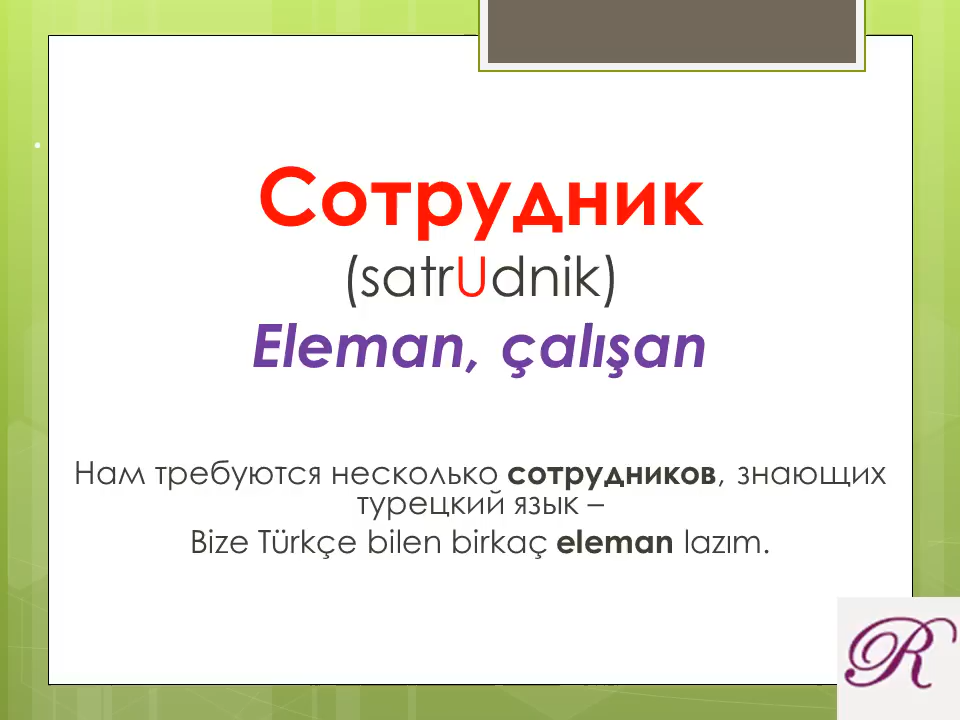 Сотрудник
(satrUdnik)
Eleman, çalışan
Нам требуются несколько сотрудников, знающих
турецкий язык –
Bize Türkçe bilen birkaç eleman lazım.
R